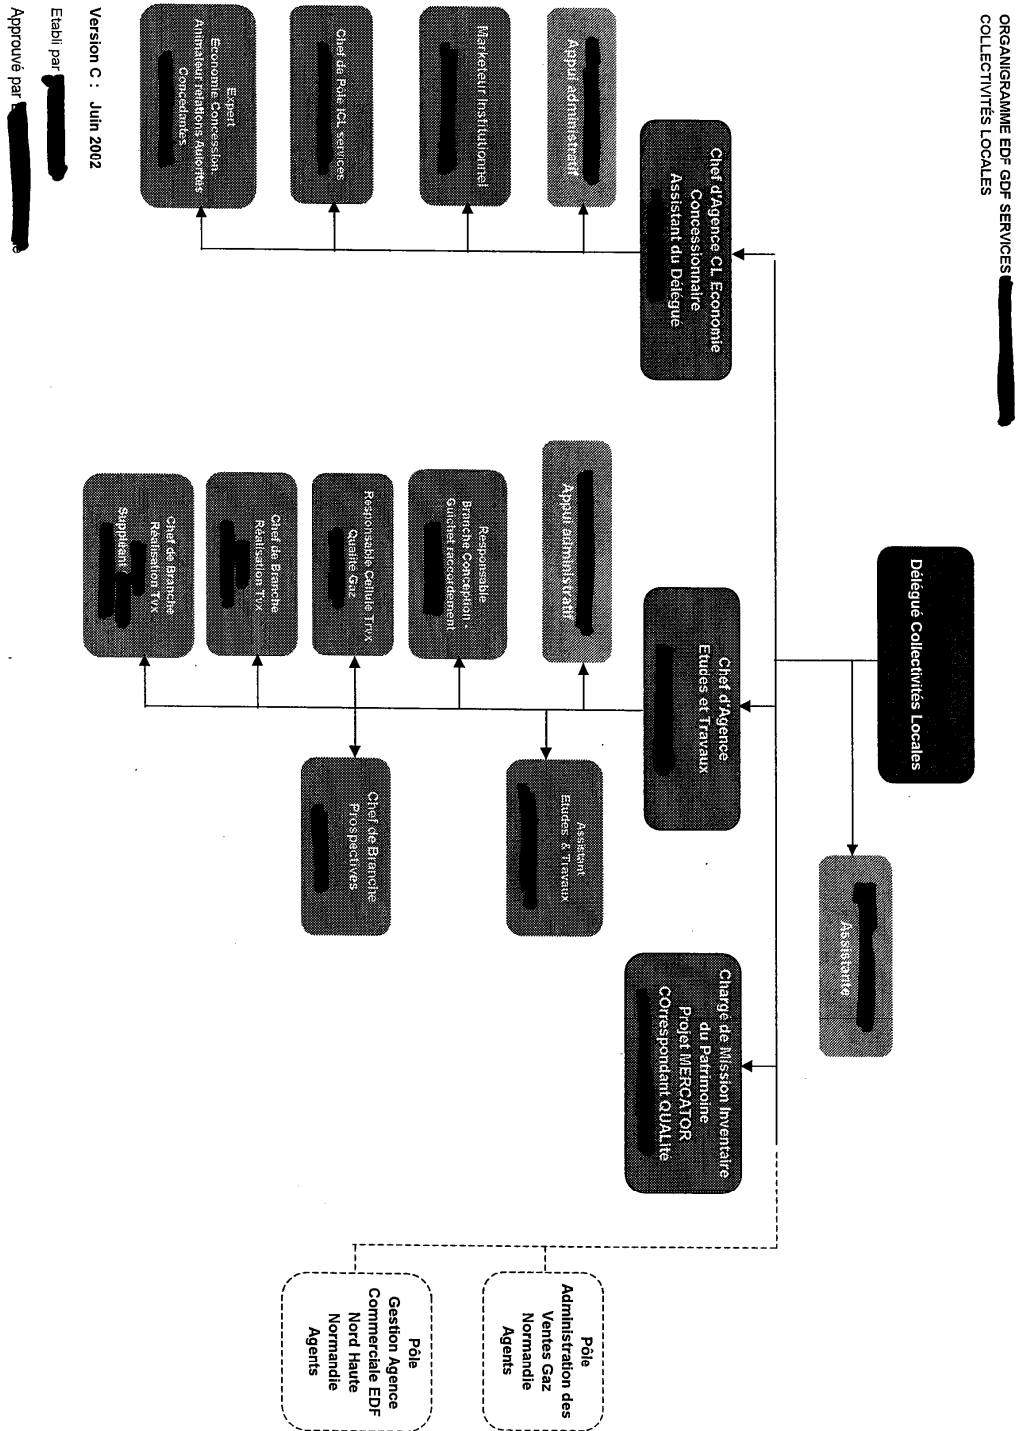 ORGANIGRAMME EDF GDF SERVICES
COLLECTIVITÉS LOCALES
Délégué Collectivités Locales
Assistante
Chef d'Agence CL Economie
Concessionnaire
Assistant du Délégué
Appui administratif
Marketeur Institutionnel
Chef de Pôle ICL services
Expert
Economie Concession.
Animateur relations Autorités
Concédantes
Chef d'Agence
Etudes et Travaux
Appui administratif
Responsable
Branche Conception -
Guichet raccordement
Responsable Cellule Trvx
Qualité Gaz
Chef de Branche
Réalisation Tvx
Chef de Branche
Réalisation Tvx
Suppléant
Assistant
Etudes & Travaux
Chef de Branche
Prospectives
Chargé de Mission Inventaire
du Patrimoine
Projet MERCATOR
COrrespondant QUALité
Pôle
Administration des
Ventes Gaz
Normandie
Agents
Pôle
Gestion Agence
Commerciale EDF
Nord Haute
Normandie
Agents
Version C : Juin 2002
Etabli par
Approuvé par